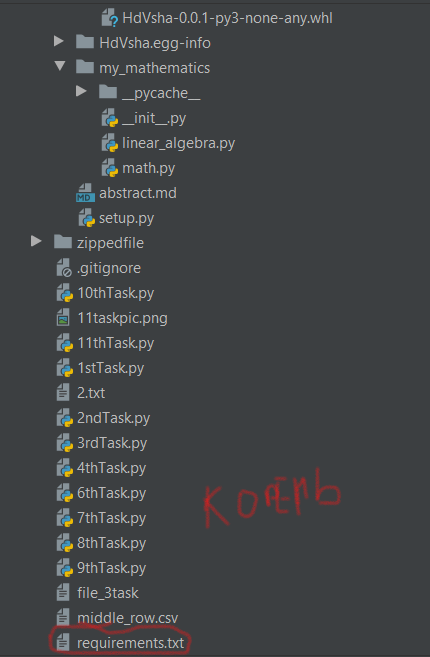 HdVsha-0.0.1-py3-none-any.whl
HdVsha.egg-info
my_mathematics
__pycache__
__init__.py
linear_algebra.py
math.py
MD abstract.md
setup.py
zippedfile
.gitignore
10thTask.py
11taskpic.png
11thTask.py
1stTask.py
2.txt
2ndTask.py
3rdTask.py
4thTask.py
6thTask.py
7thTask.py
8thTask.py
9thTask.py
file_3task
middle_row.csv
requirements.txt
КОРЕНЬ